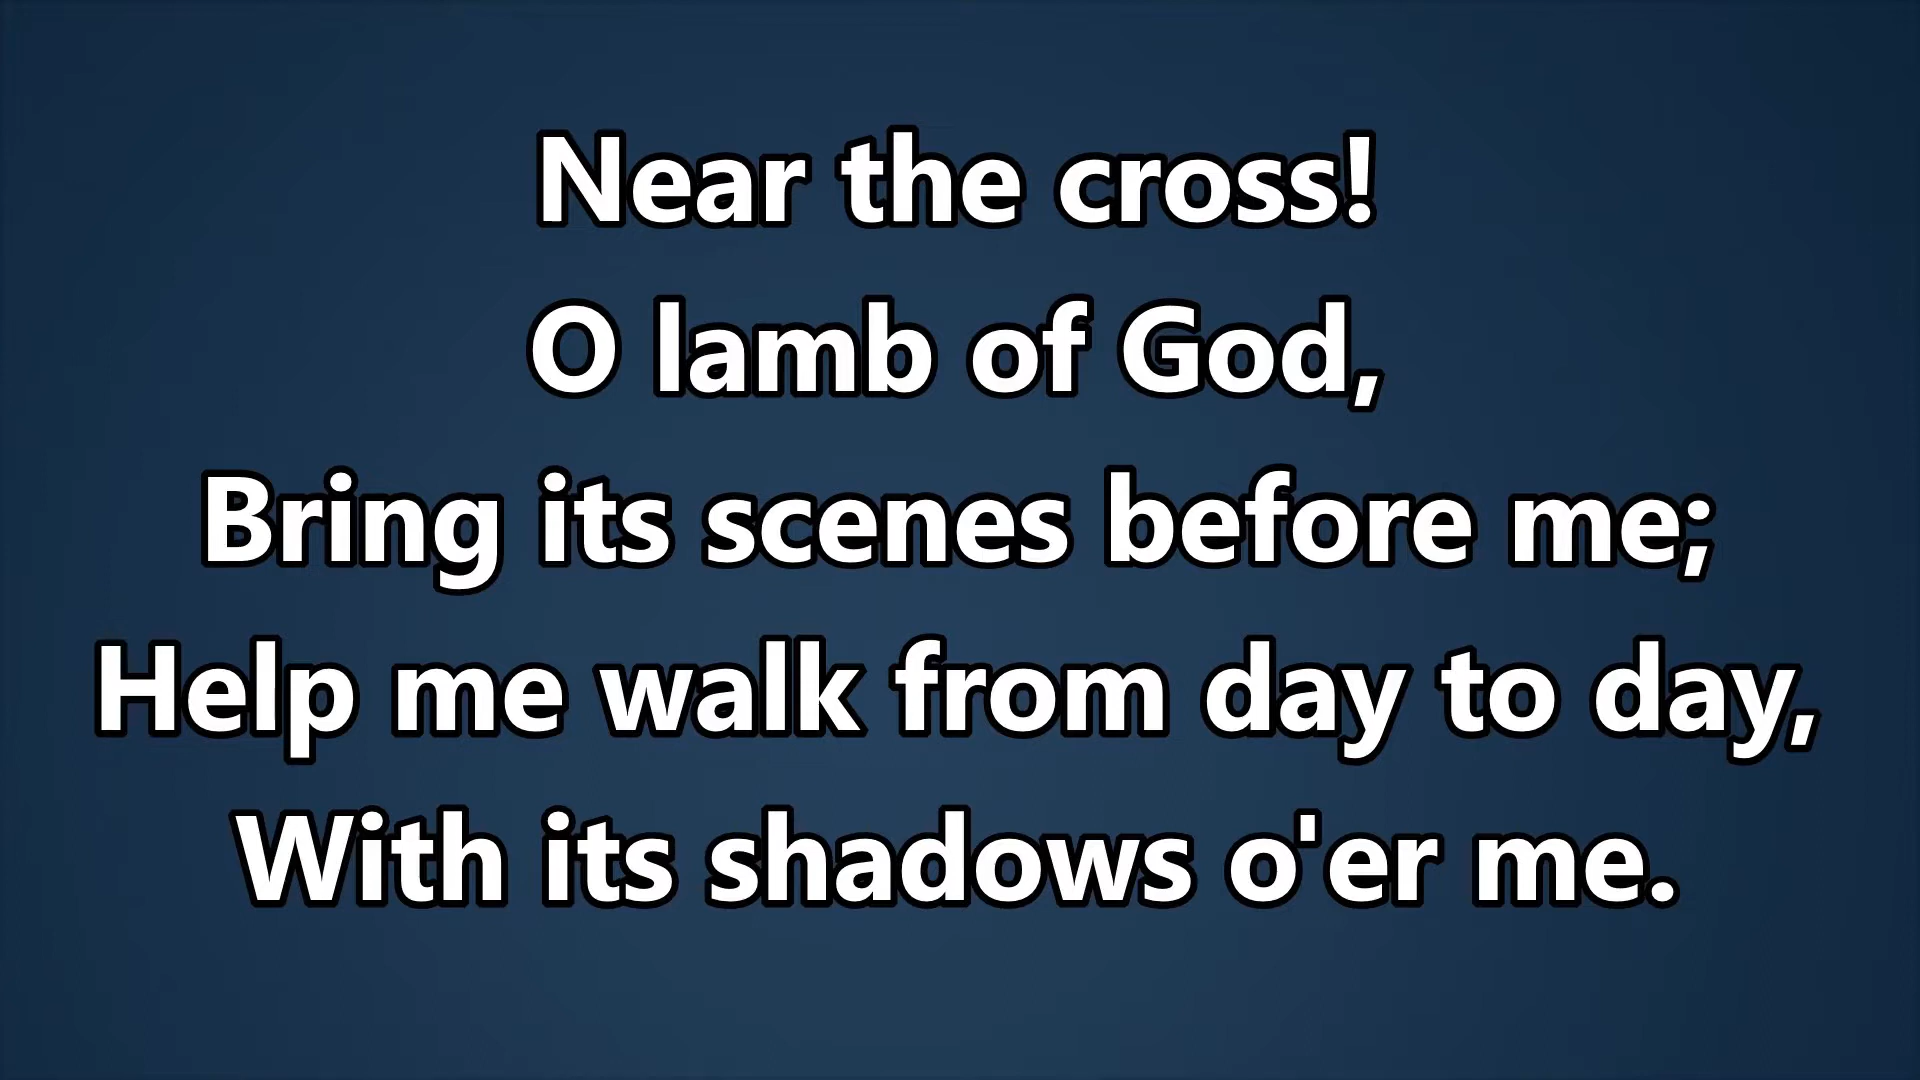 Near the cross!
O lamb of God,
Bring its scenes before me;
Help me walk from day to day,
With its shadows o'er me.